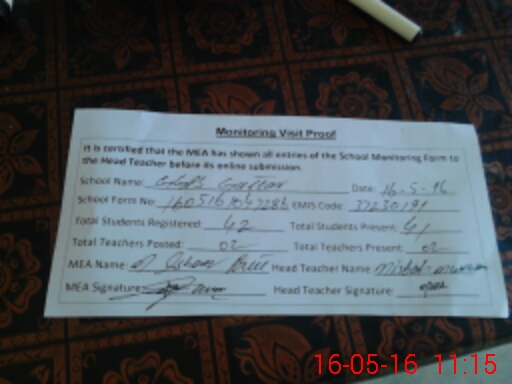 Monitoring Visit Proof
It is certified that the MEA has shown all entries of the School Monitoring Form to
the Head Teacher before its online submission.
School Name: GGPS Date: 16-5-16
School Form No: EMIS Code: 37230191
Total Students Registered: 42 Total Students Present: 41
Total Teachers Posted: 02 Total Teachers Present: 02
MEA Name: Head Teacher Name:
MEA Signature: Head Teacher Signature:
16-05-16 11:15